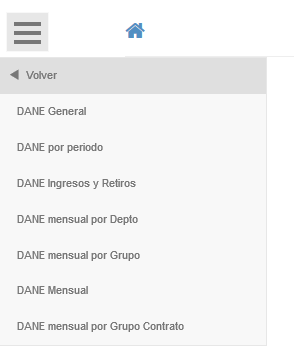 Volver
DANE General
DANE por periodo
DANE Ingresos y Retiros
DANE mensual por Depto
DANE mensual por Grupo
DANE Mensual
DANE mensual por Grupo Contrato